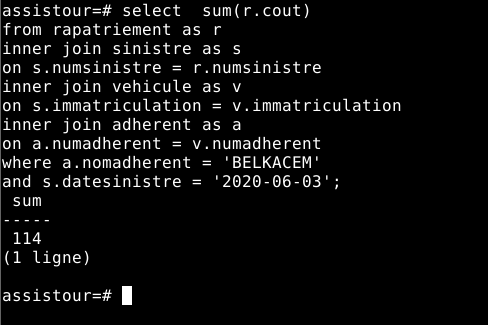 assistour=# select  sum(r.cout)
from rapatriement as r
inner join sinistre as s
on s.numsinistre = r.numsinistre
inner join vehicule as v
on s.immatriculation = v.immatriculation
inner join adherent as a
on a.numadherent = v.numadherent
where a.nomadherent = 'BELKACEM'
and s.datesinistre = '2020-06-03';
 sum
-----
 114
(1 ligne)

assistour=#